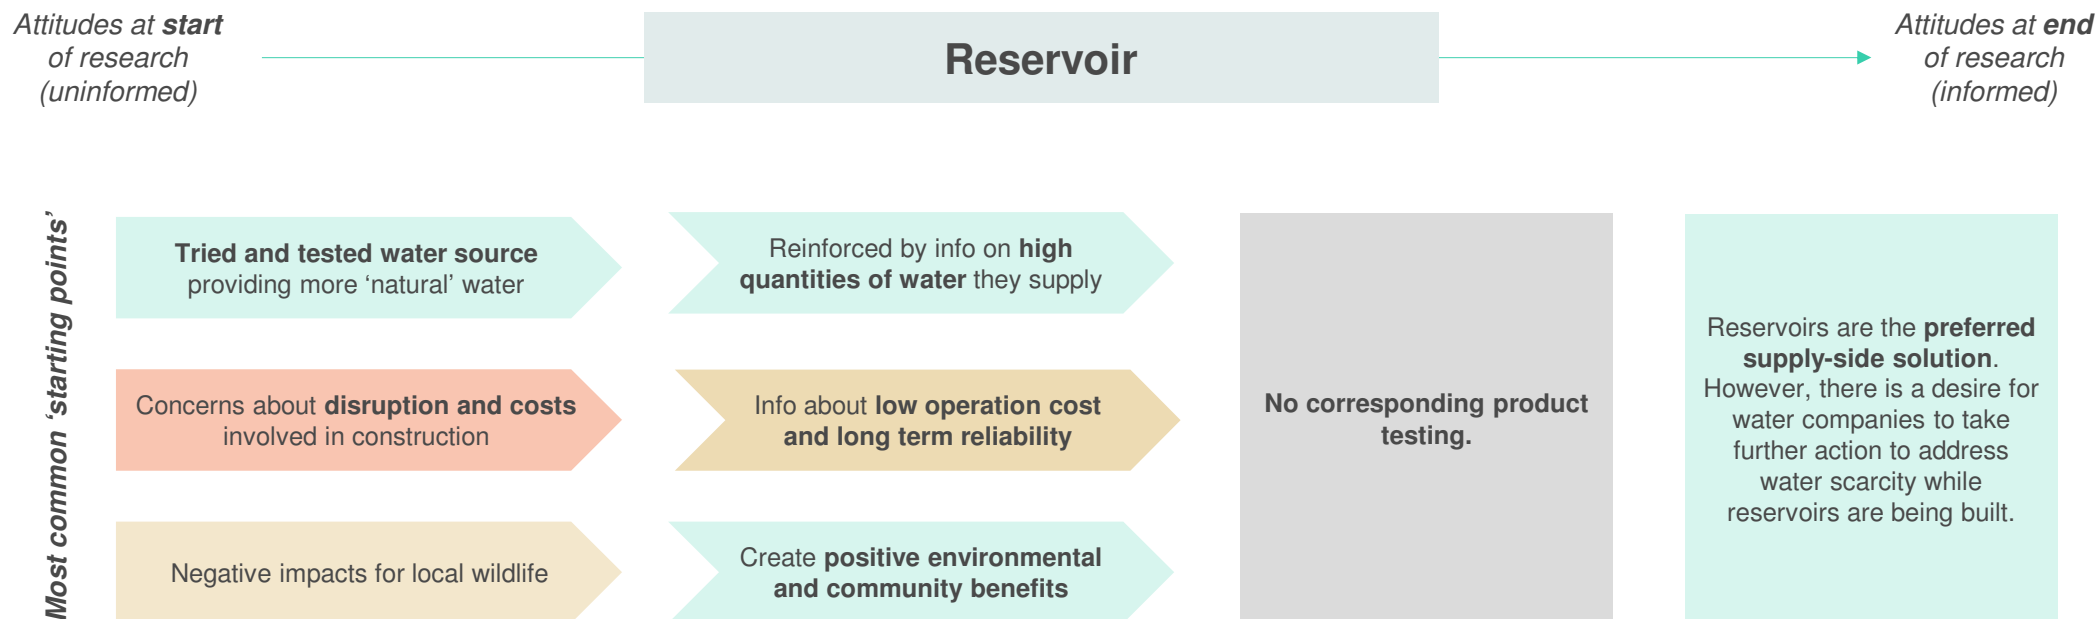 Attitudes at start
of research
(uninformed)
Reservoir
Attitudes at end
of research
(informed)
Most common ‘starting points’
Tried and tested water source
providing more ‘natural’ water
Reinforced by info on high
quantities of water they supply
Concerns about disruption and costs
involved in construction
Info about low operation cost
and long term reliability
Negative impacts for local wildlife
Create positive environmental
and community benefits
No corresponding product
testing.
Reservoirs are the preferred
supply-side solution.
However, there is a desire for
water companies to take
further action to address
water scarcity while
reservoirs are being built.